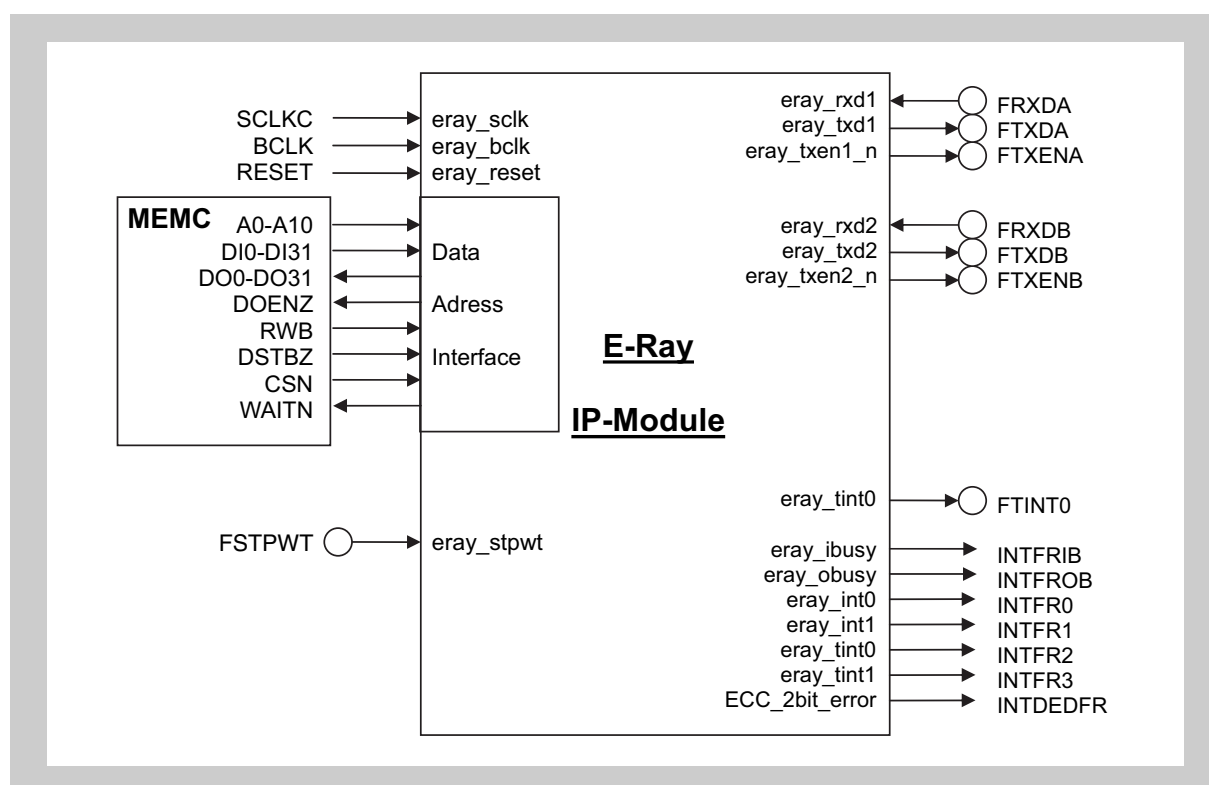 SCLKC eray_sclk
BCLK eray_bclk
RESET eray_reset
MEMC
A0-A10
DI0-DI31
DO0-DO31
DOENZ
RWB
DSTBZ
CSN
WAITN
Data
Adress
Interface
E-Ray
IP-Module
FSTPWT eray_stpwt
eray_rxd1 FRXDA
eray_txd1 FTXDA
eray_txen1_n FTXENA
eray_rxd2 FRXDB
eray_txd2 FTXDB
eray_txen2_n FTXENB
eray_tint0 FTINT0
eray_ibusy INTFRIB
eray_obusy INTFROB
eray_int0 INTFR0
eray_int1 INTFR1
eray_tint0 INTFR2
eray_tint1 INTFR3
ECC_2bit_error INTDEDFR